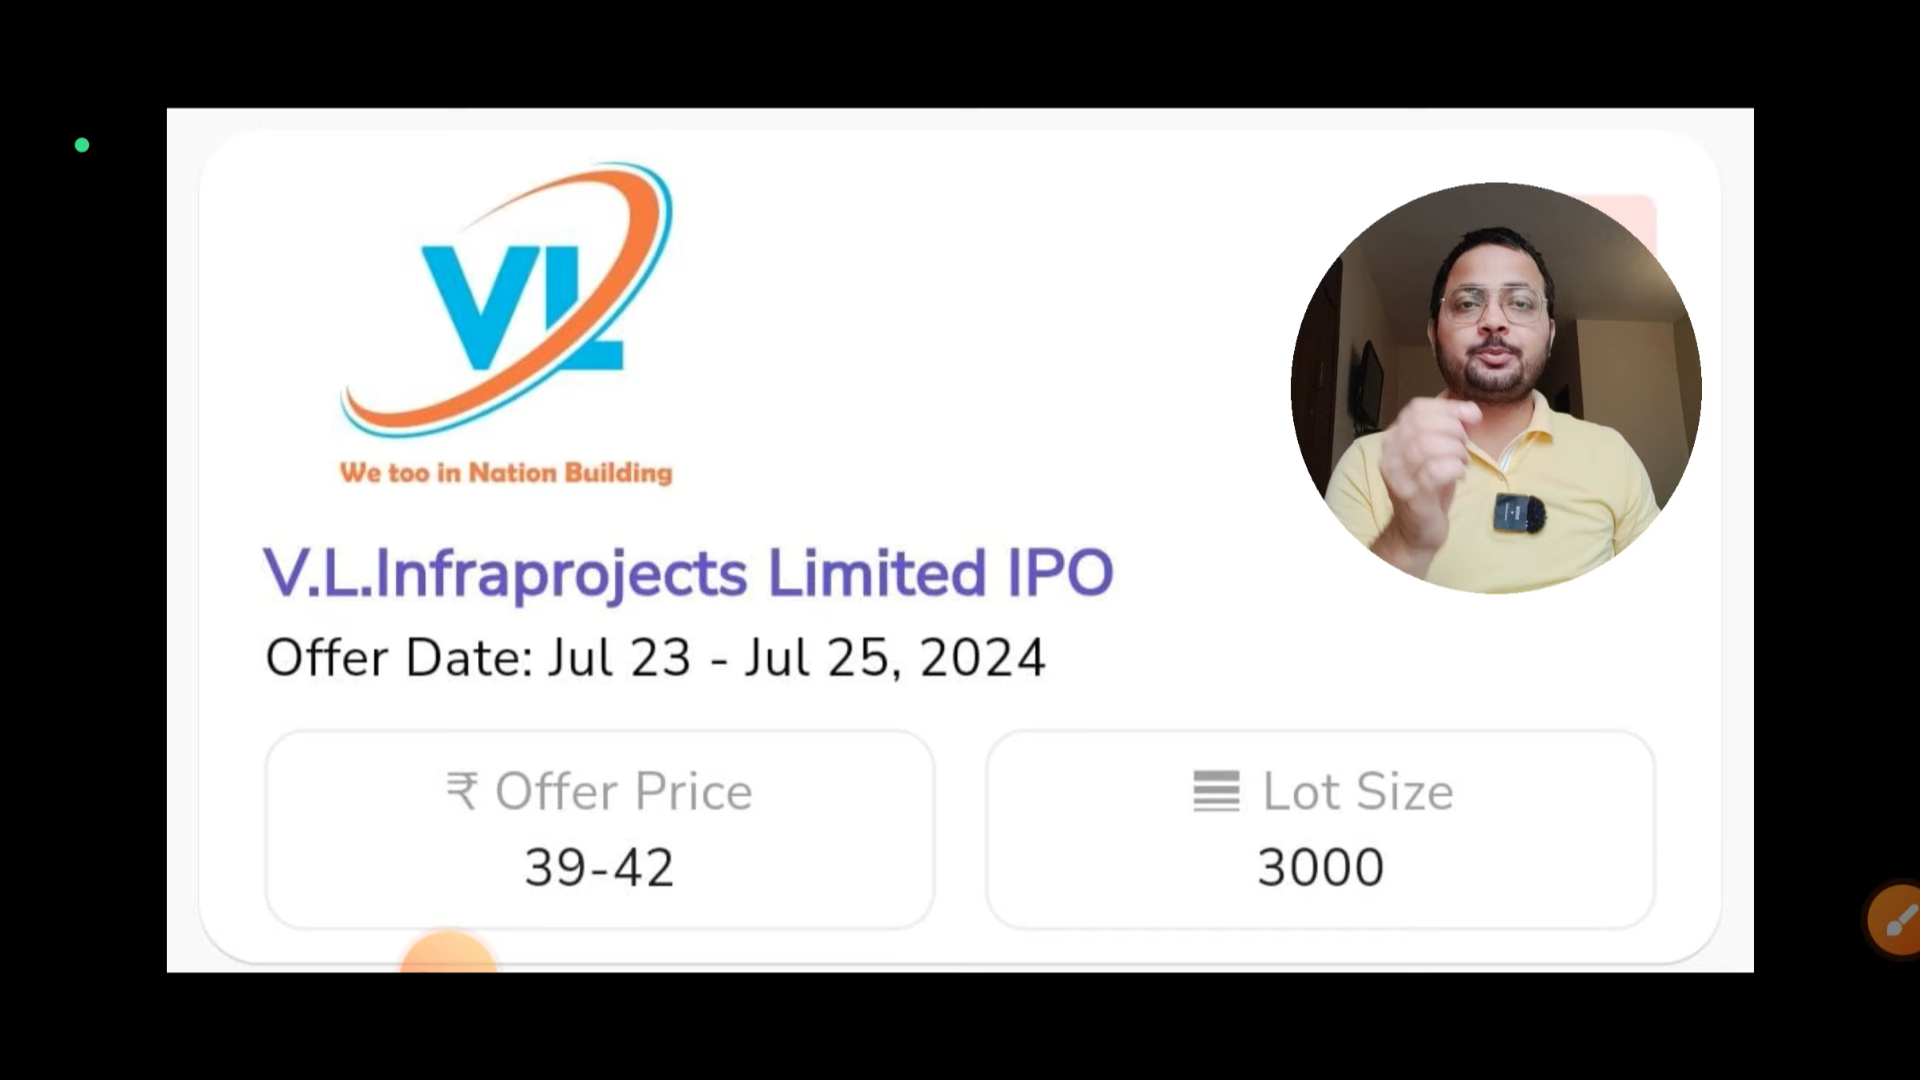 VL
We too in Nation Building
V.L.Infraprojects Limited IPO
Offer Date: Jul 23 - Jul 25, 2024
₹ Offer Price
39-42
Lot Size
3000